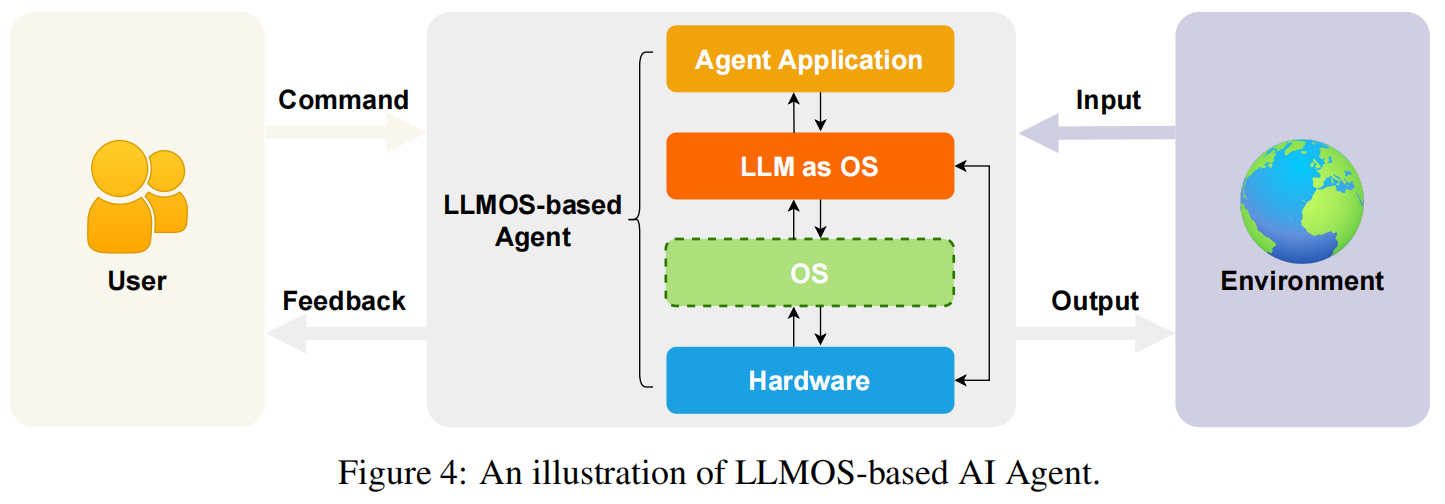 Command
Feedback
User
LLMOS-based
Agent
Agent Application
LLM as OS
OS
Hardware
Input
Output
Environment
Figure 4: An illustration of LLMOS-based AI Agent.